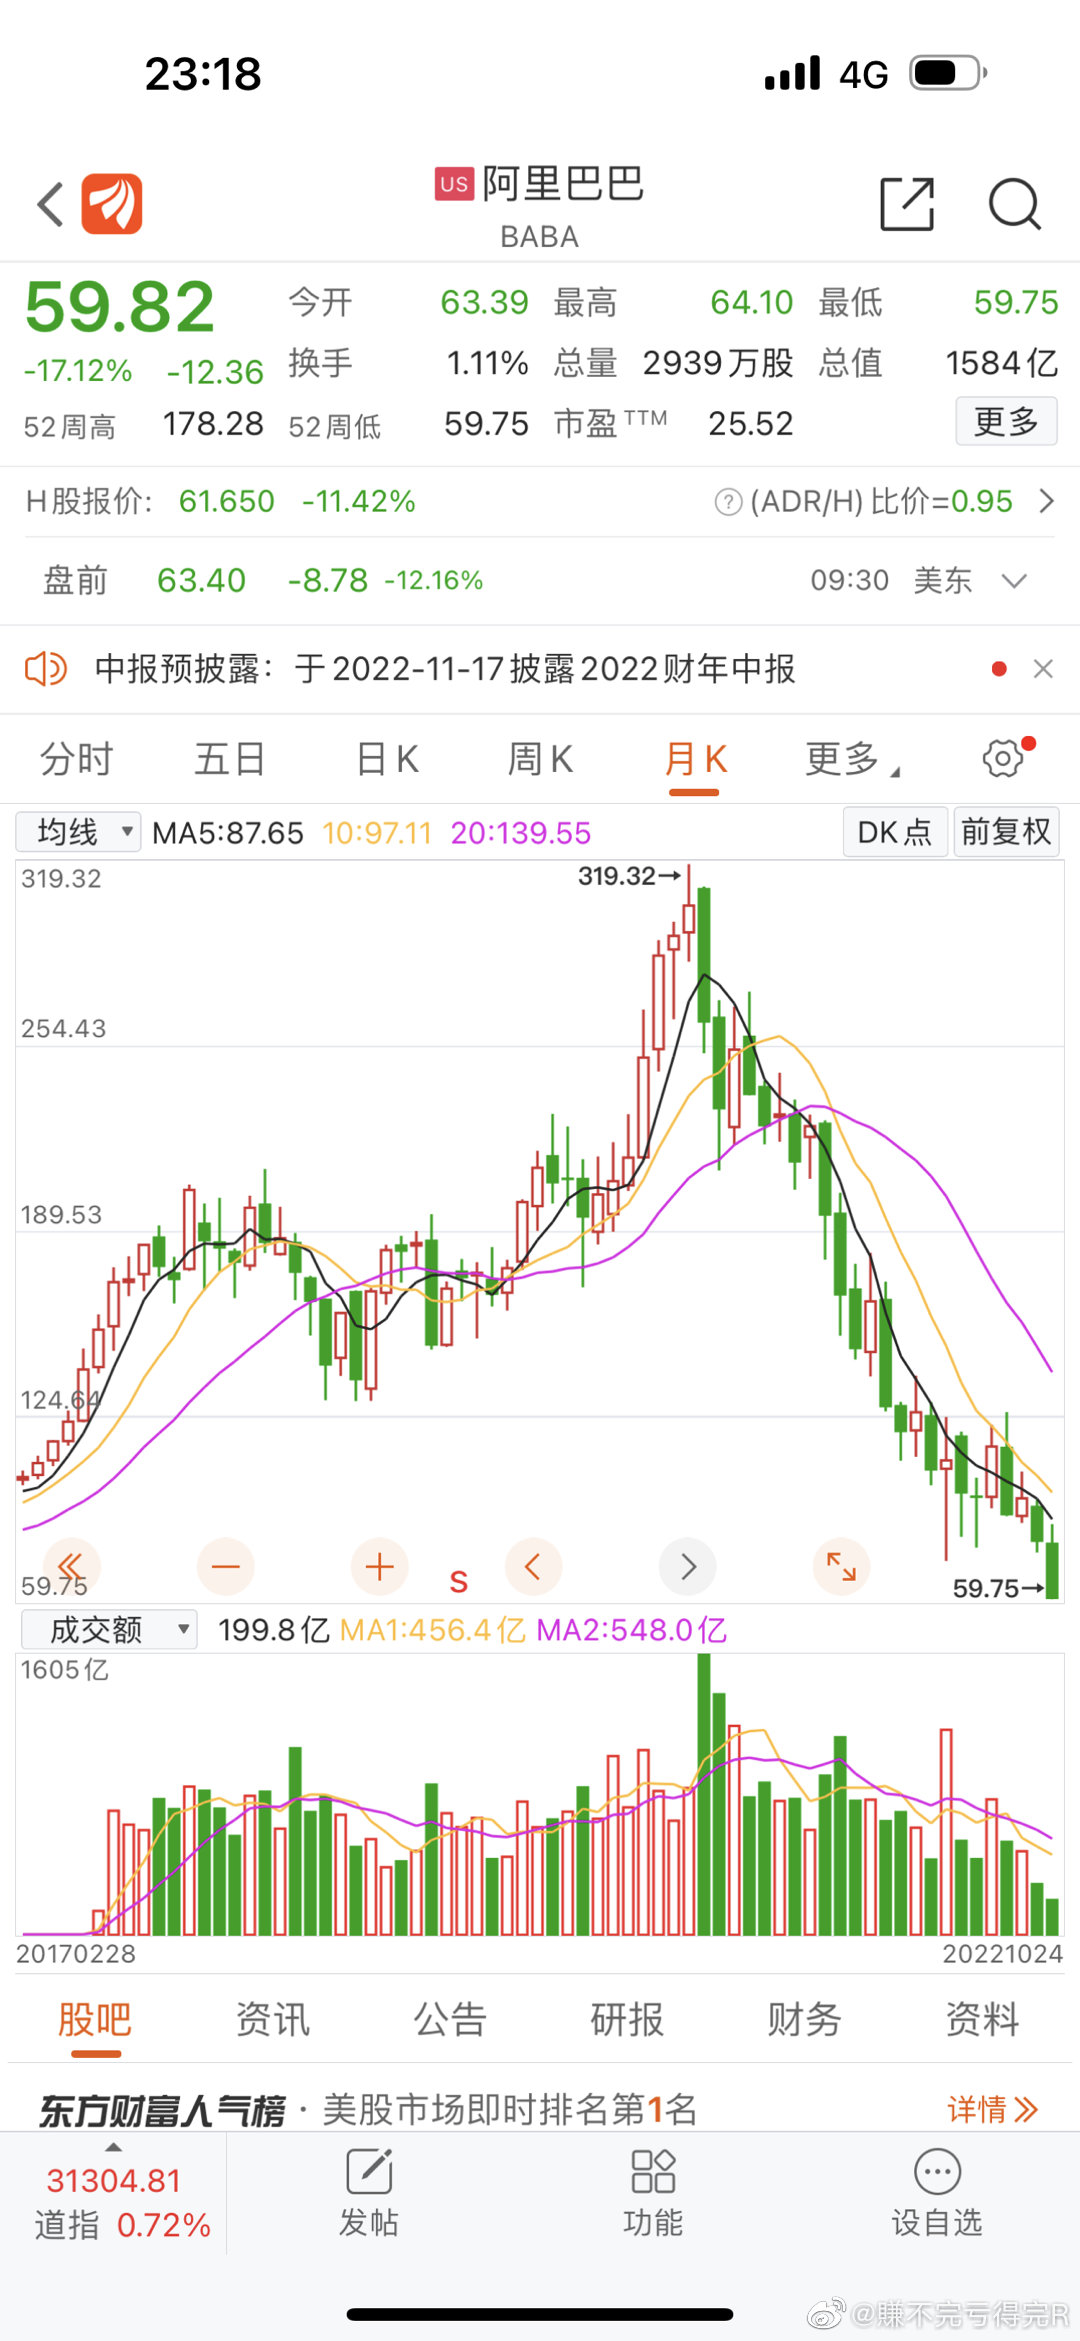 23:18 4G
US 阿里巴巴
BABA
59.82 今开 63.39 最高 64.10 最低 59.75
-17.12% -12.36 换手 1.11% 总量 2939万股 总值 1584亿
52周高 178.28 52周低 59.75 市盈TTM 25.52 更多
H股报价: 61.650 -11.42% ? (ADR/H)比价=0.95
盘前 63.40 -8.78 -12.16% 09:30 美东
中报预披露：于2022-11-17披露2022财年中报
分时 五日 日K 周K 月K 更多
均线 MA5:87.65 10:97.11 20:139.55 DK点 前复权
319.32 319.32
254.43
189.53
124.64
S
59.75 59.75
成交额 199.8亿 MA1:456.4亿 MA2:548.0亿
1605亿
20170228 20221024
股吧 资讯 公告 研报 财务 资料
东方财富人气榜 · 美股市场即时排名第1名 详情
31304.81
道指 0.72% 发帖 功能 设自选
@赚不完亏得完R